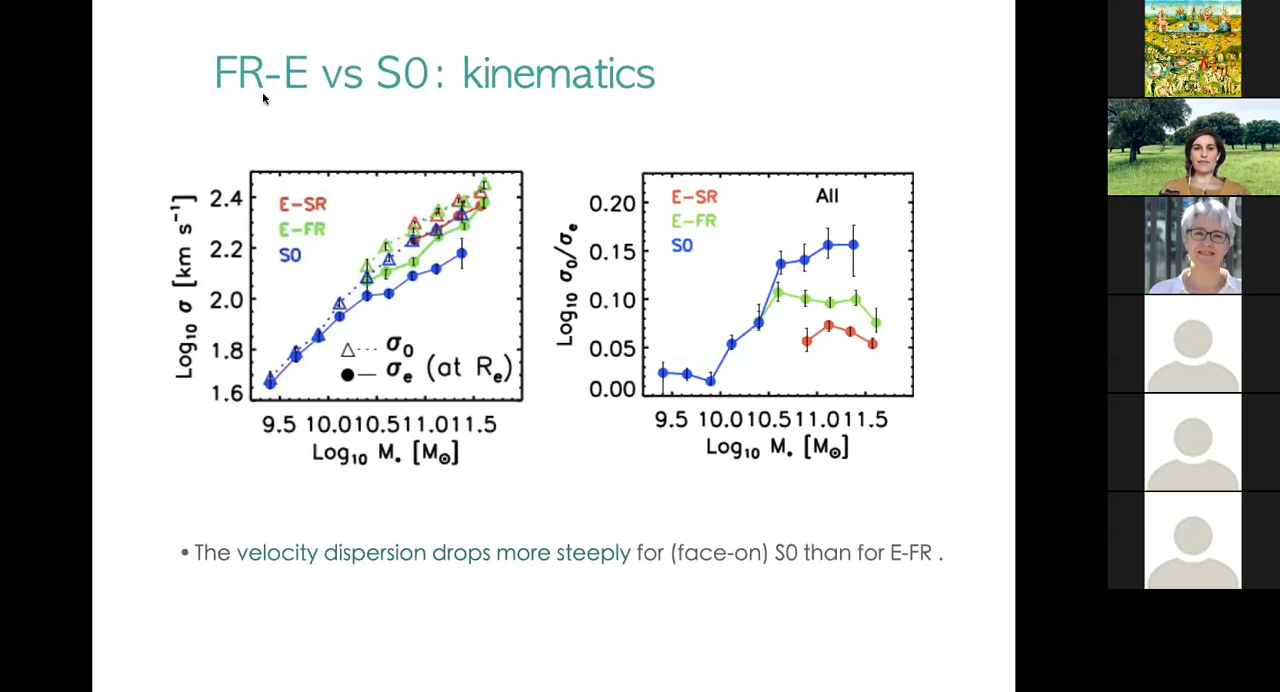 FR-E vs S0: kinematics
2.4
2.2
2.0
1.8
1.6
Log₁₀ σ [km s⁻¹]
E-SR
E-FR
S0
σ₀
σₑ (at Rₑ)
9.5 10.0 10.5 11.0 11.5
Log₁₀ M* [M⊙]
0.20
0.15
0.10
0.05
0.00
Log₁₀ σ₀/σₑ
E-SR
E-FR
S0
All
9.5 10.0 10.5 11.0 11.5
Log₁₀ M* [M⊙]
• The velocity dispersion drops more steeply for (face-on) S0 than for E-FR .